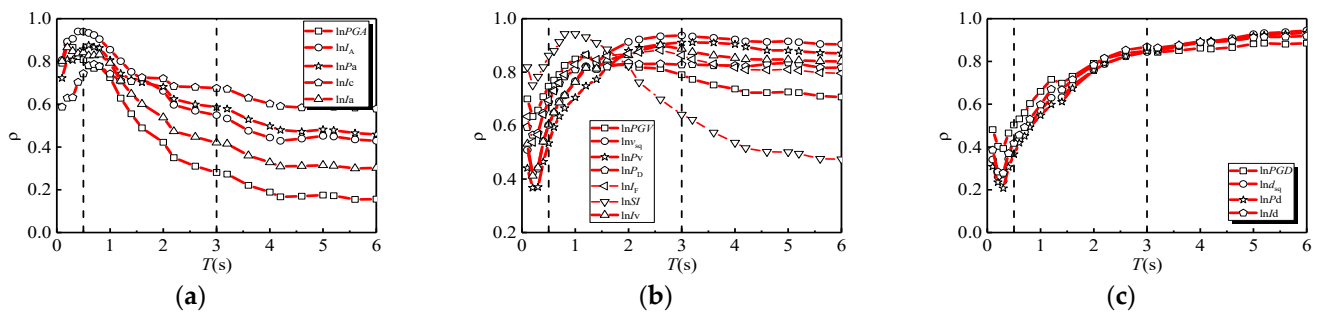 1.0
0.8
0.6
0.4
0.2
0.0
ρ
0 1 2 3 4 5 6
T(s)
lnPGA
lnI_A
lnPa
lnIc
lnIa
(a)
1.0
0.8
0.6
0.4
0.2
ρ
0 1 2 3 4 5 6
T(s)
lnPGV
lnv_sq
lnPv
lnP_D
lnI_F
lnSI
lnIv
(b)
1.0
0.8
0.6
0.4
0.2
0.0
ρ
0 1 2 3 4 5 6
T(s)
lnPGD
lnd_sq
lnPd
lnId
(c)